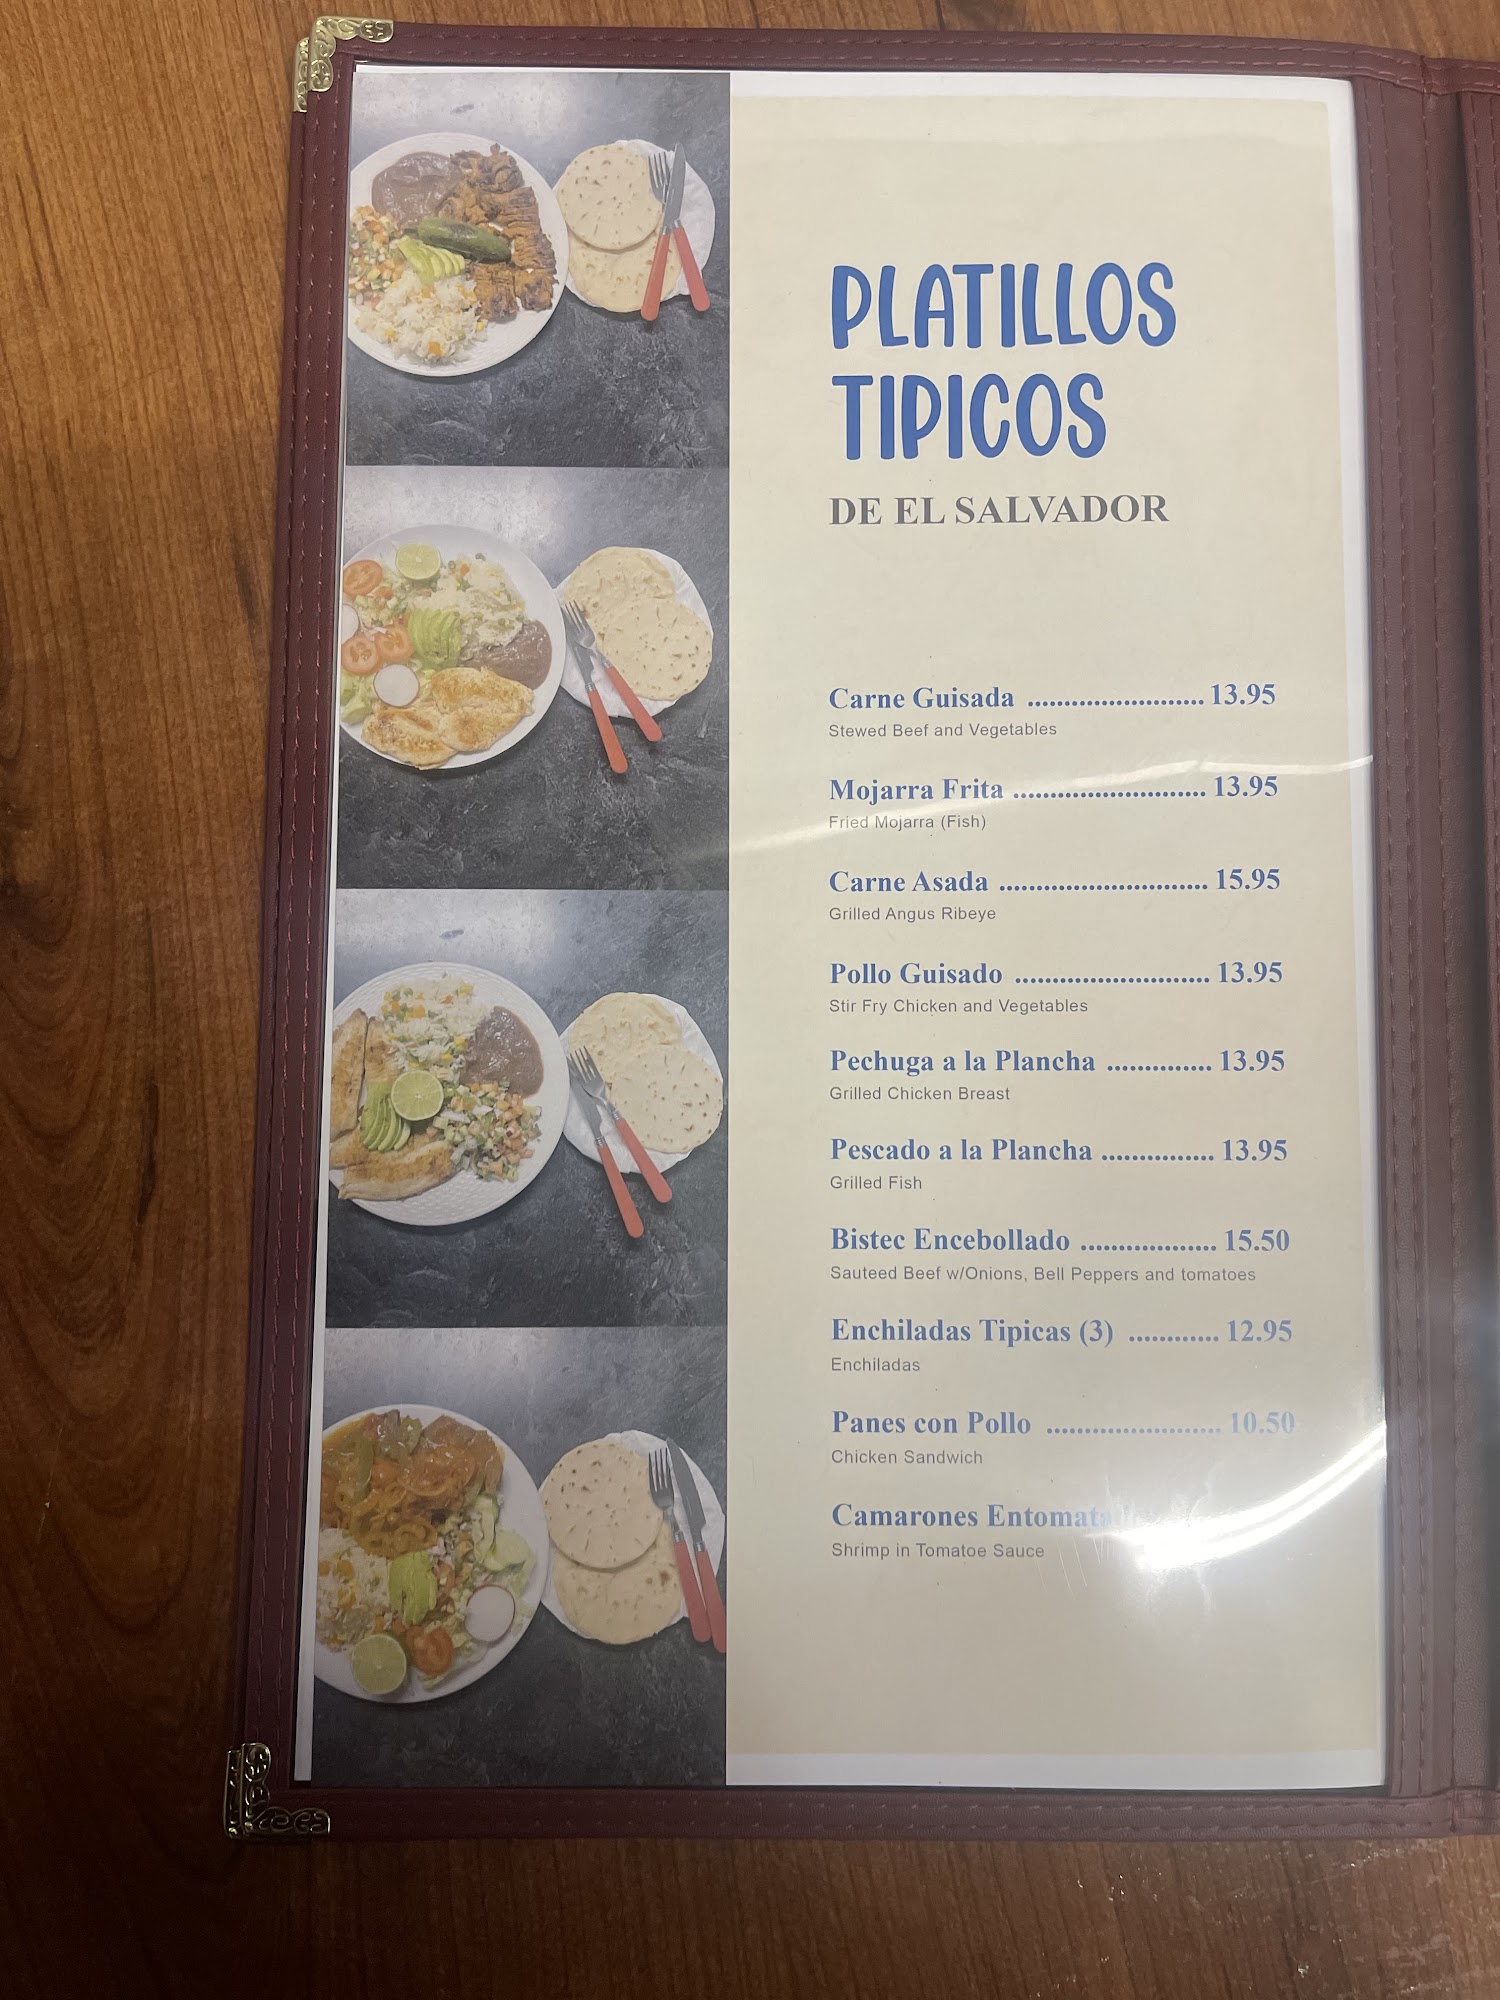 PLATILLOS
TIPICOS
DE EL SALVADOR
Carne Guisada ........................ 13.95
Stewed Beef and Vegetables
Mojarra Frita .......................... 13.95
Fried Mojarra (Fish)
Carne Asada ............................ 15.95
Grilled Angus Ribeye
Pollo Guisado .......................... 13.95
Stir Fry Chicken and Vegetables
Pechuga a la Plancha .............. 13.95
Grilled Chicken Breast
Pescado a la Plancha ............... 13.95
Grilled Fish
Bistec Encebollado ................... 15.50
Sauteed Beef w/Onions, Bell Peppers and tomatoes
Enchiladas Tipicas (3) ............ 12.95
Enchiladas
Panes con Pollo ........................ 10.50
Chicken Sandwich
Camarones
Shrimp in Tomatoe Sauce